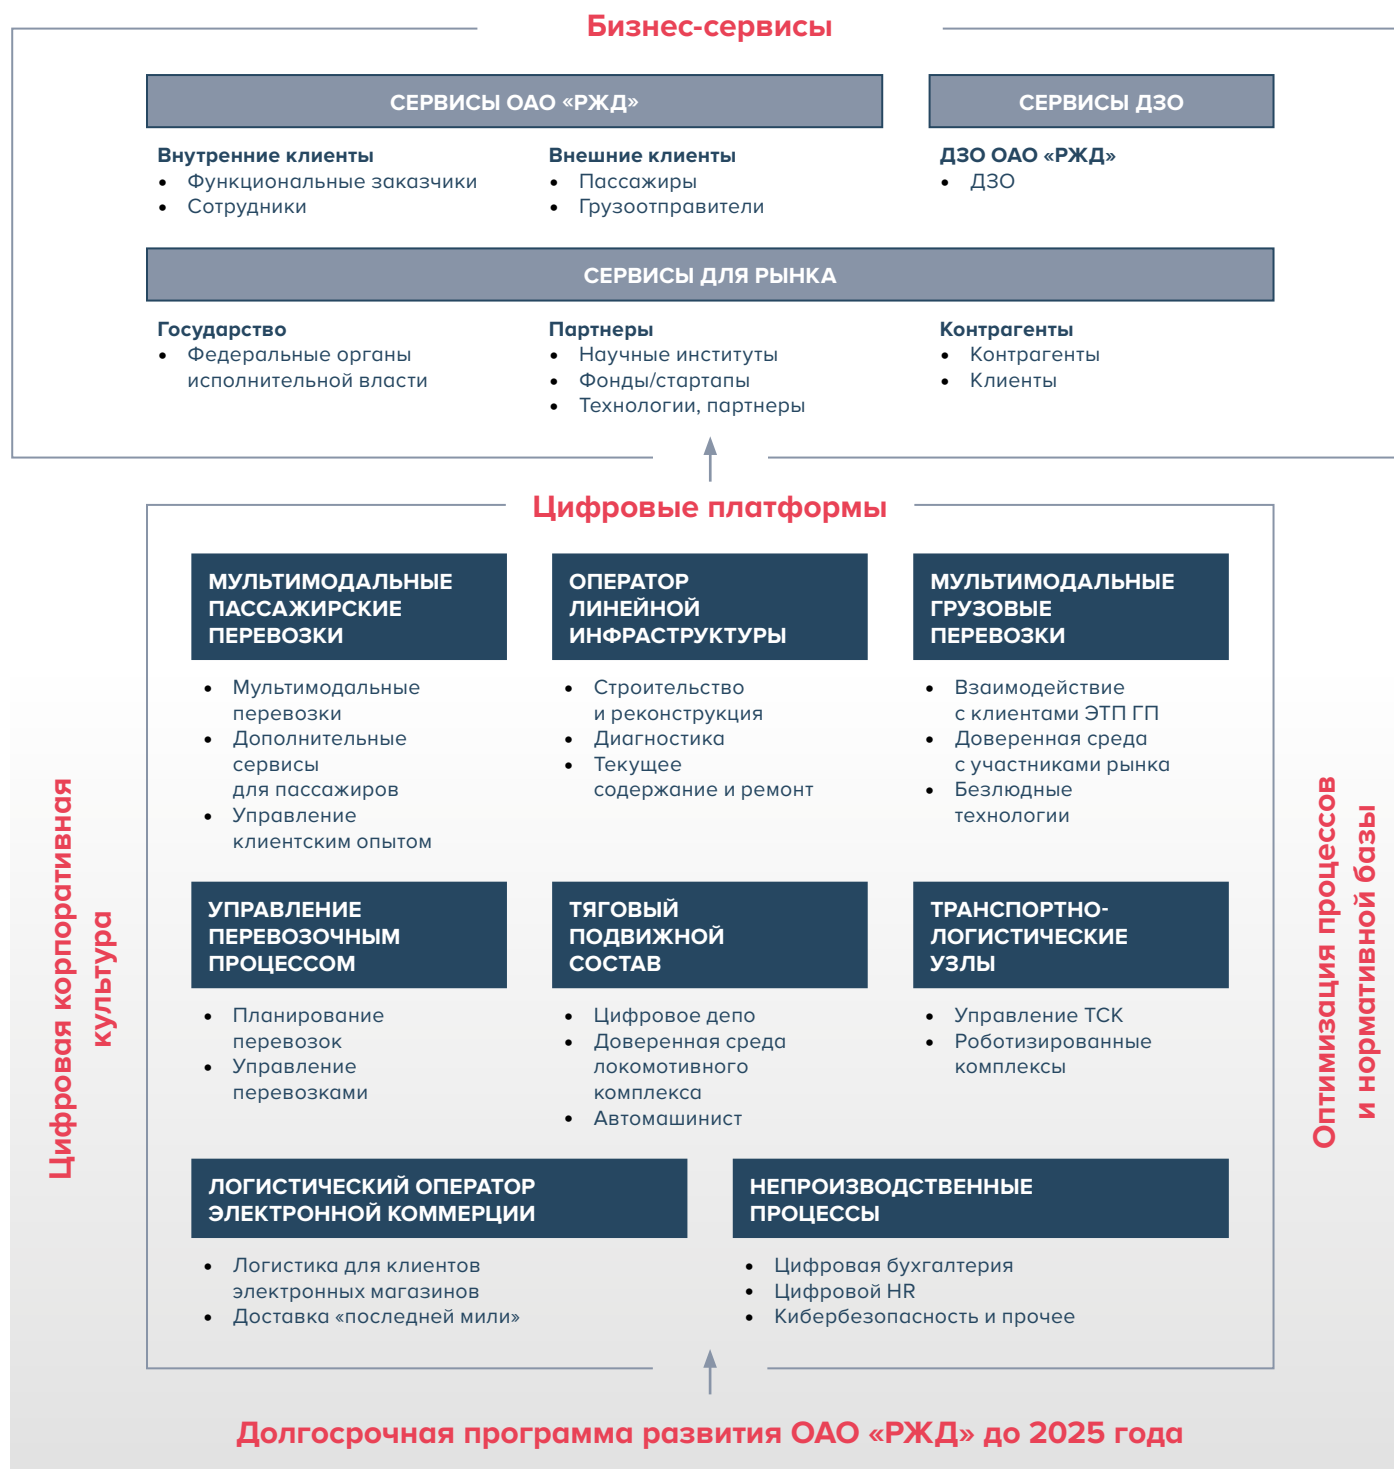 Бизнес-сервисы
СЕРВИСЫ ОАО «РЖД»
СЕРВИСЫ ДЗО
Внутренние клиенты
• Функциональные заказчики
• Сотрудники
Внешние клиенты
• Пассажиры
• Грузоотправители
ДЗО ОАО «РЖД»
• ДЗО
СЕРВИСЫ ДЛЯ РЫНКА
Государство
• Федеральные органы
исполнительной власти
Партнеры
• Научные институты
• Фонды/стартапы
• Технологии, партнеры
Контрагенты
• Контрагенты
• Клиенты
Цифровые платформы
МУЛЬТИМОДАЛЬНЫЕ
ПАССАЖИРСКИЕ
ПЕРЕВОЗКИ
• Мультимодальные
перевозки
• Дополнительные
сервисы
для пассажиров
• Управление
клиентским опытом
ОПЕРАТОР
ЛИНЕЙНОЙ
ИНФРАСТРУКТУРЫ
• Строительство
и реконструкция
• Диагностика
• Текущее
содержание и ремонт
МУЛЬТИМОДАЛЬНЫЕ
ГРУЗОВЫЕ
ПЕРЕВОЗКИ
• Взаимодействие
с клиентами ЭТП ГП
• Доверенная среда
с участниками рынка
• Безлюдные
технологии
УПРАВЛЕНИЕ
ПЕРЕВОЗОЧНЫМ
ПРОЦЕССОМ
• Планирование
перевозок
• Управление
перевозками
ТЯГОВЫЙ
ПОДВИЖНОЙ
СОСТАВ
• Цифровое депо
• Доверенная среда
локомотивного
комплекса
• Автомашинист
ТРАНСПОРТНО-
ЛОГИСТИЧЕСКИЕ
УЗЛЫ
• Управление ТСК
• Роботизированные
комплексы
ЛОГИСТИЧЕСКИЙ ОПЕРАТОР
ЭЛЕКТРОННОЙ КОММЕРЦИИ
• Логистика для клиентов
электронных магазинов
• Доставка «последней мили»
НЕПРОИЗВОДСТВЕННЫЕ
ПРОЦЕССЫ
• Цифровая бухгалтерия
• Цифровой HR
• Кибербезопасность и прочее
Цифровая корпоративная
культура
Оптимизация процессов
и нормативной базы
Долгосрочная программа развития ОАО «РЖД» до 2025 года